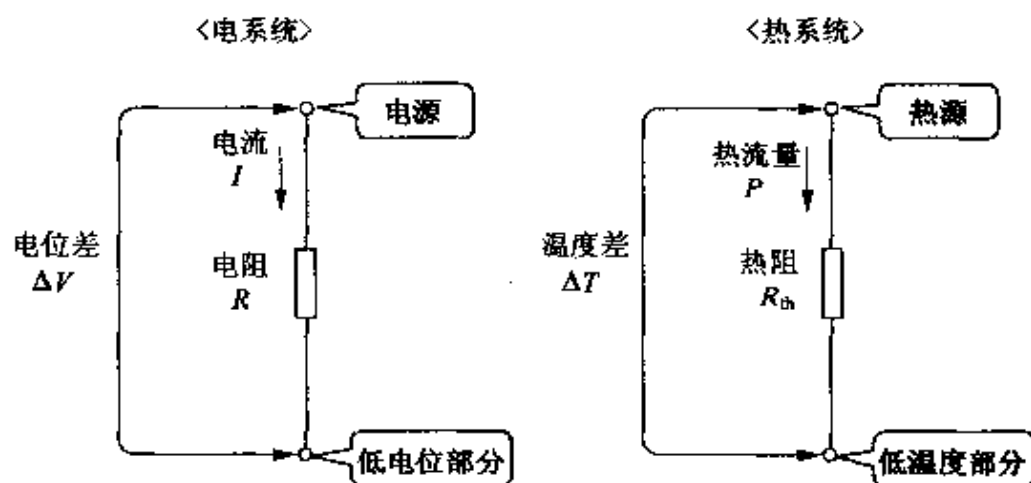 <电系统>
电源
电流
I
电位差
ΔV
电阻
R
低电位部分
<热系统>
热源
热流量
P
温度差
ΔT
热阻
Rth
低温度部分